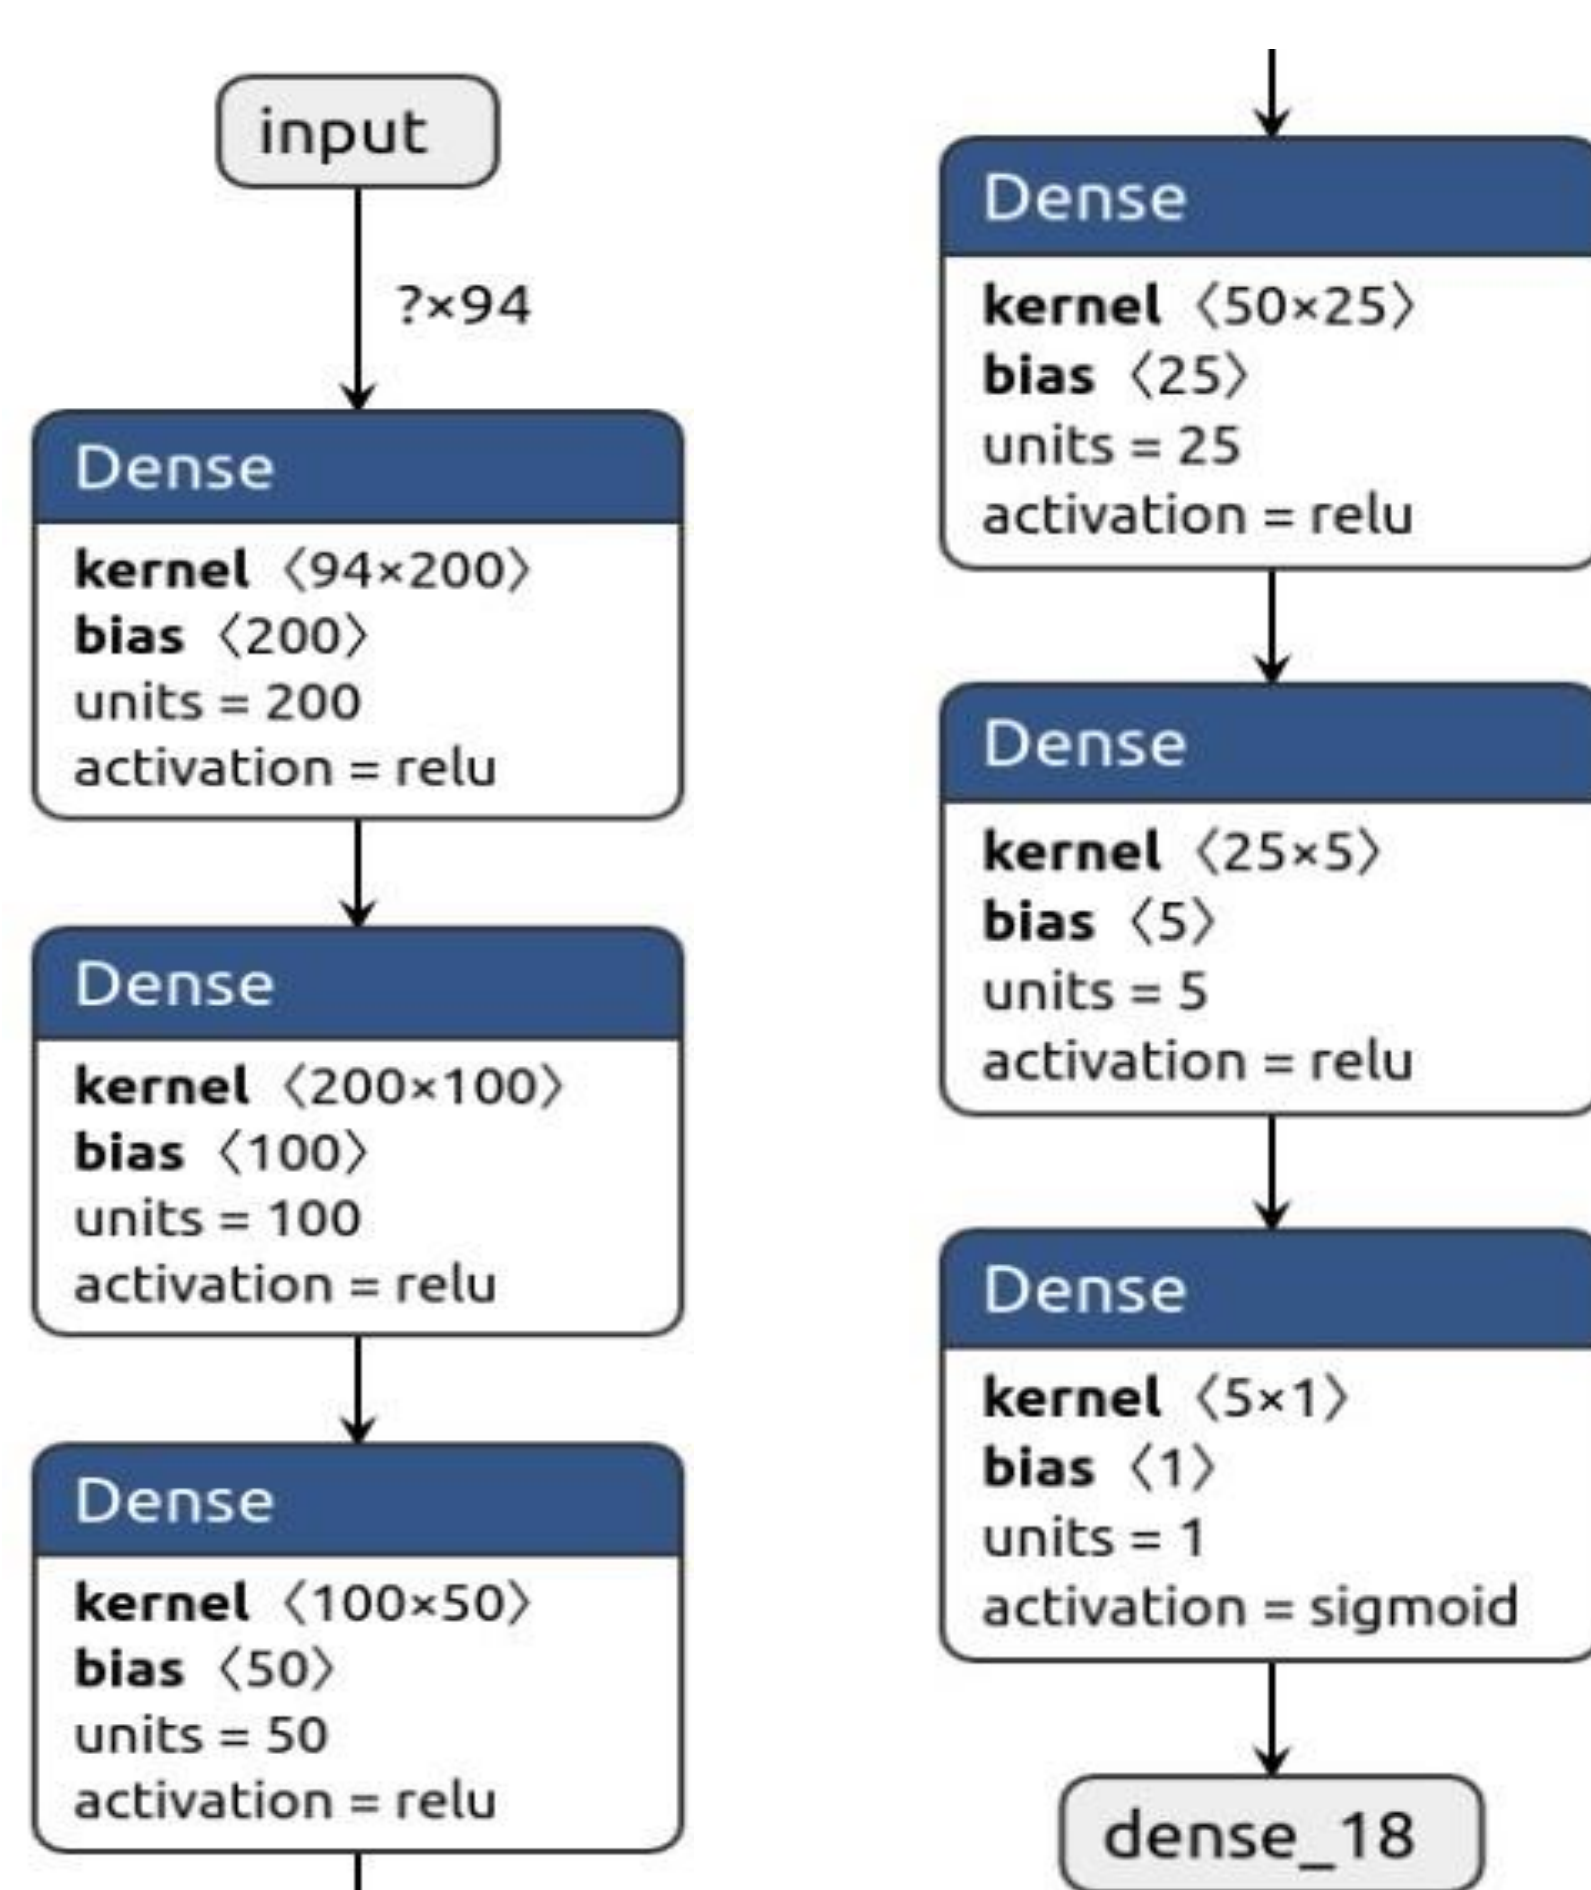 input
?×94
Dense
kernel 〈94×200〉
bias 〈200〉
units = 200
activation = relu
Dense
kernel 〈200×100〉
bias 〈100〉
units = 100
activation = relu
Dense
kernel 〈100×50〉
bias 〈50〉
units = 50
activation = relu
Dense
kernel 〈50×25〉
bias 〈25〉
units = 25
activation = relu
Dense
kernel 〈25×5〉
bias 〈5〉
units = 5
activation = relu
Dense
kernel 〈5×1〉
bias 〈1〉
units = 1
activation = sigmoid
dense_18